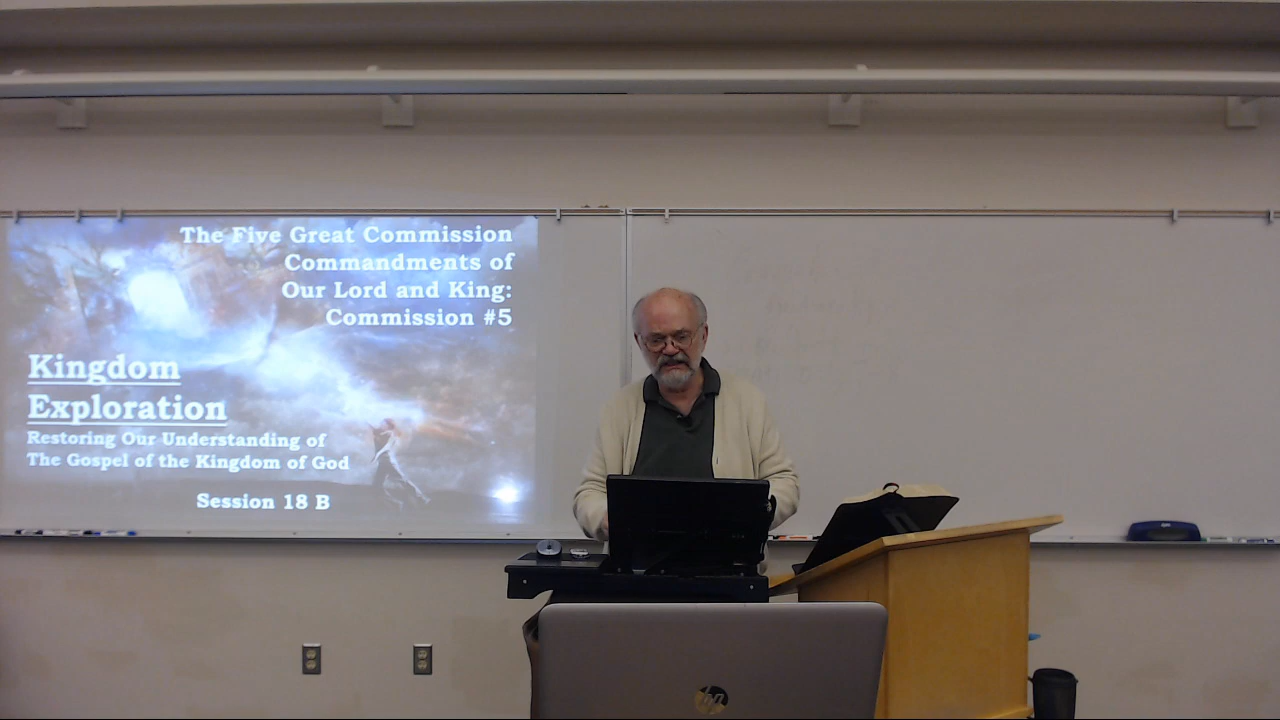 The Five Great Commission
Commandments of
Our Lord and King:
Commission #5
Kingdom
Exploration
Restoring Our Understanding of
The Gospel of the Kingdom of God
Session 18 B
hp